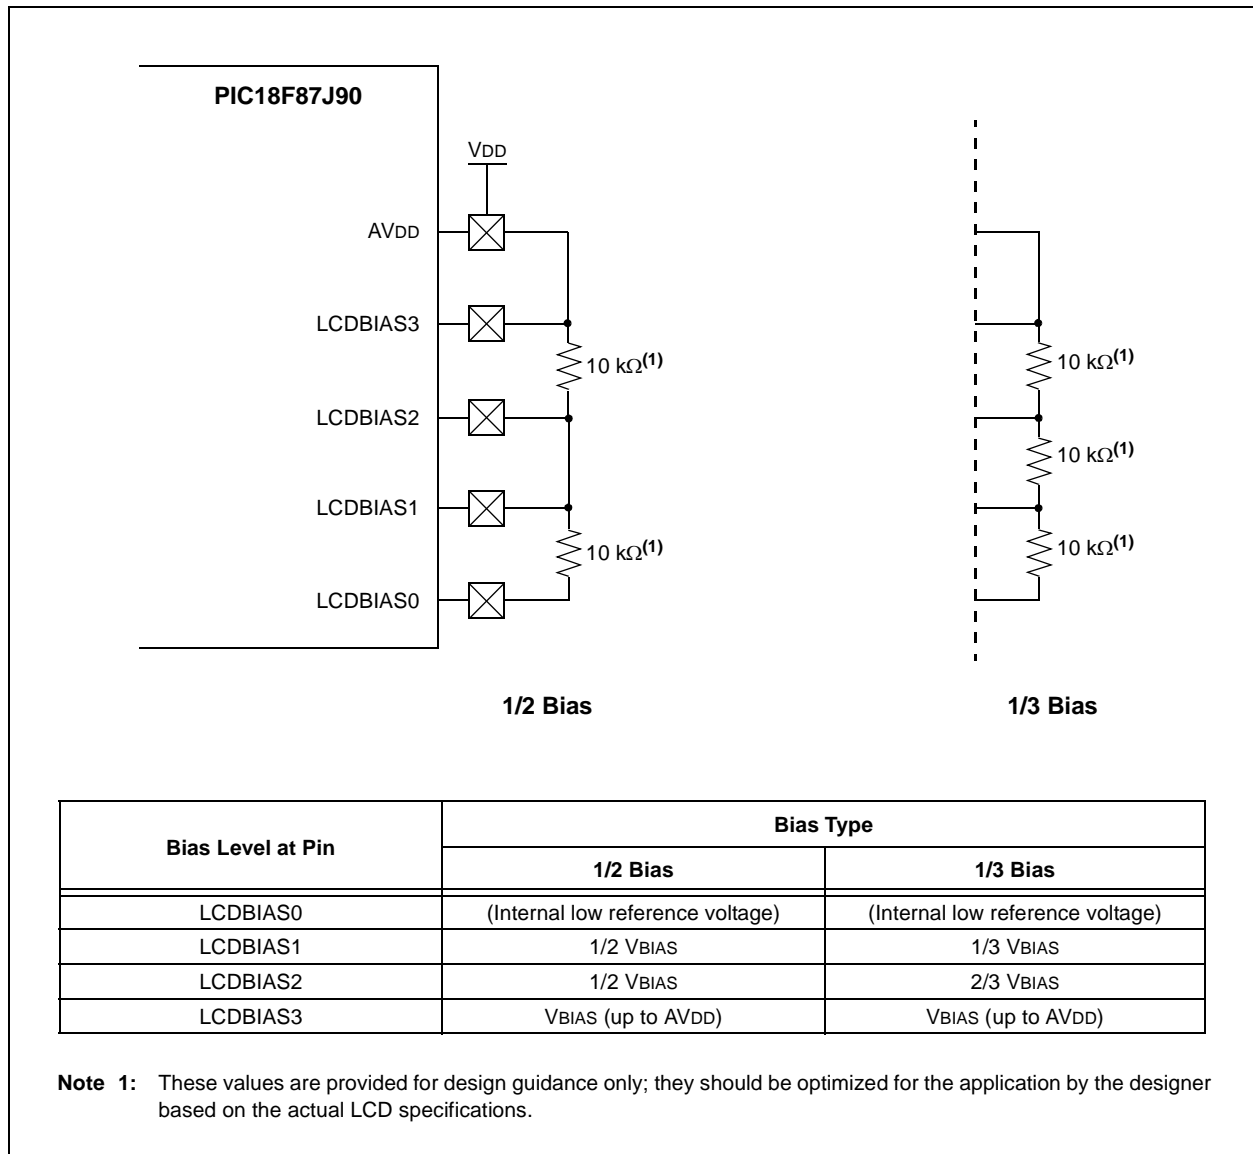 PIC18F87J90
VDD
AVDD
LCDBIAS3
10 kΩ(1)
10 kΩ(1)
LCDBIAS2
10 kΩ(1)
LCDBIAS1
10 kΩ(1)
10 kΩ(1)
LCDBIAS0
1/2 Bias
1/3 Bias
Bias Level at Pin
Bias Type
1/2 Bias
1/3 Bias
LCDBIAS0 (Internal low reference voltage) (Internal low reference voltage)
LCDBIAS1 1/2 VBIAS 1/3 VBIAS
LCDBIAS2 1/2 VBIAS 2/3 VBIAS
LCDBIAS3 VBIAS (up to AVDD) VBIAS (up to AVDD)
Note 1: These values are provided for design guidance only; they should be optimized for the application by the designer
based on the actual LCD specifications.